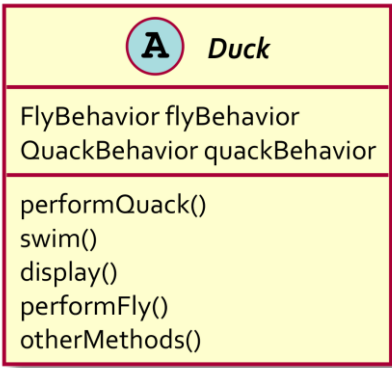 A Duck
FlyBehavior flyBehavior
QuackBehavior quackBehavior
performQuack()
swim()
display()
performFly()
otherMethods()